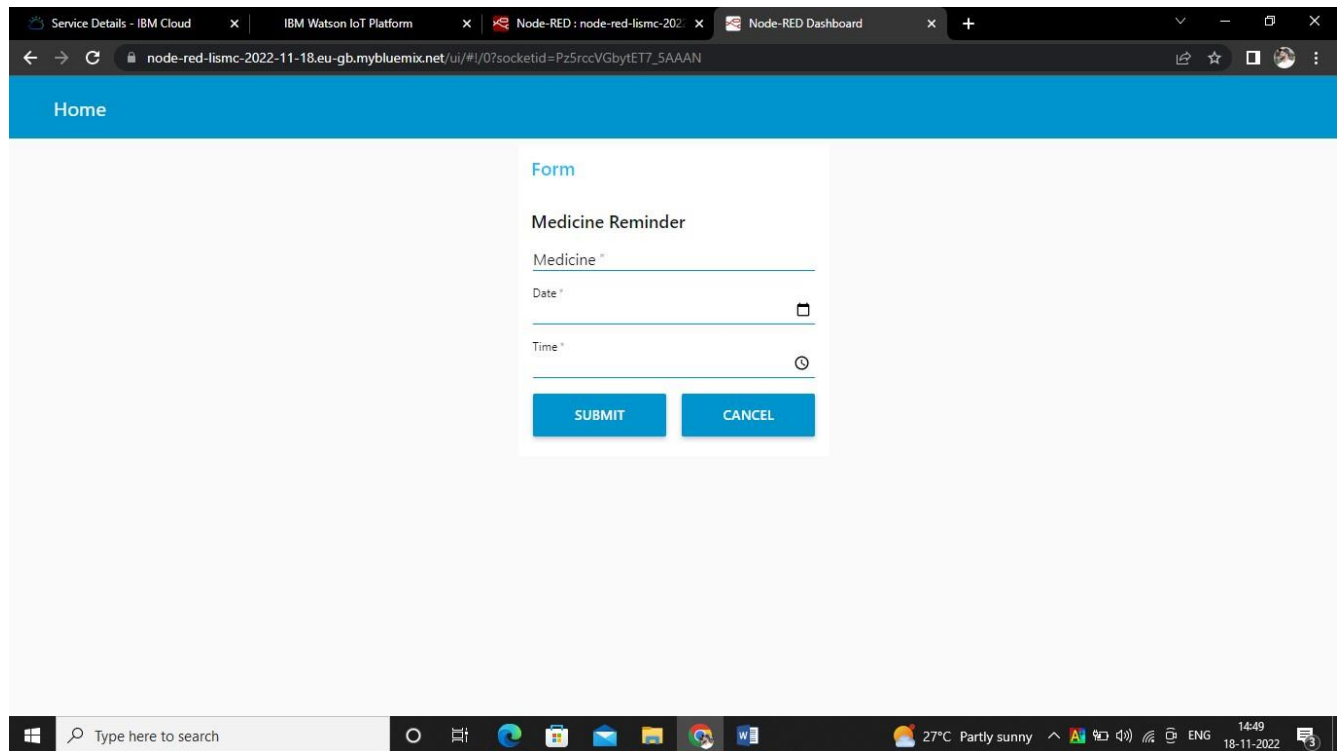 Service Details - IBM Cloud
IBM Watson IoT Platform
Node-RED : node-red-lismc-202
Node-RED Dashboard
node-red-lismc-2022-11-18.eu-gb.mybluemix.net/ui/#!/0?socketid=Pz5rccVGbytET7_5AAAN
Home
Form
Medicine Reminder
Medicine *
Date *
Time *
SUBMIT CANCEL
Type here to search
27°C Partly sunny
ENG
14:49
18-11-2022
3